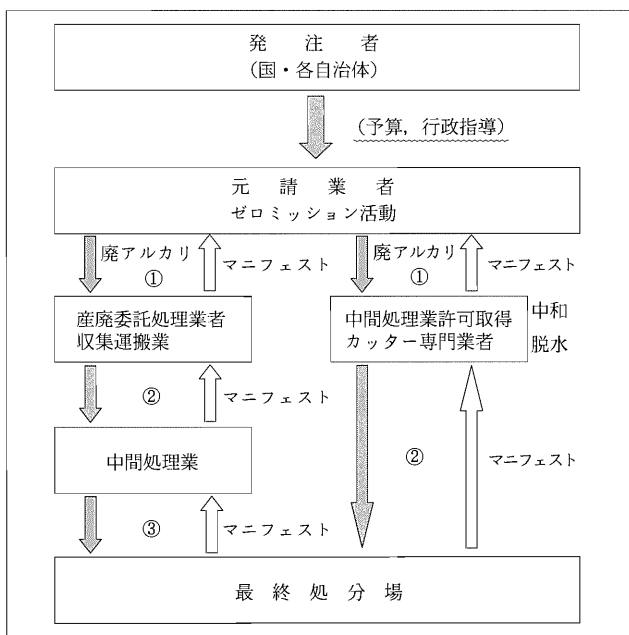 発注者
(国・各自治体)
(予算，行政指導)
元請業者
ゼロミッション活動
廃アルカリ
①
マニフェスト
廃アルカリ
①
マニフェスト
産廃委託処理業者
収集運搬業
中間処理業許可取得
カッター専門業者
中和
脱水
②
マニフェスト
中間処理業
②
マニフェスト
③
マニフェスト
最終処分場